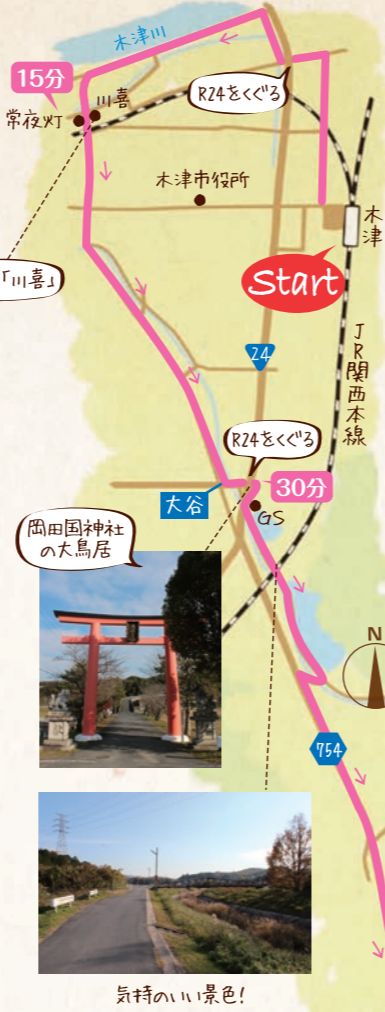 木津川
15分
川喜
常夜灯
R24をくぐる
木津市役所
木津
「川喜」
Start
JR関西本線
24
R24をくぐる
30分
大谷
GS
岡田国神社
の大鳥居
N
754
気持のいい景色!